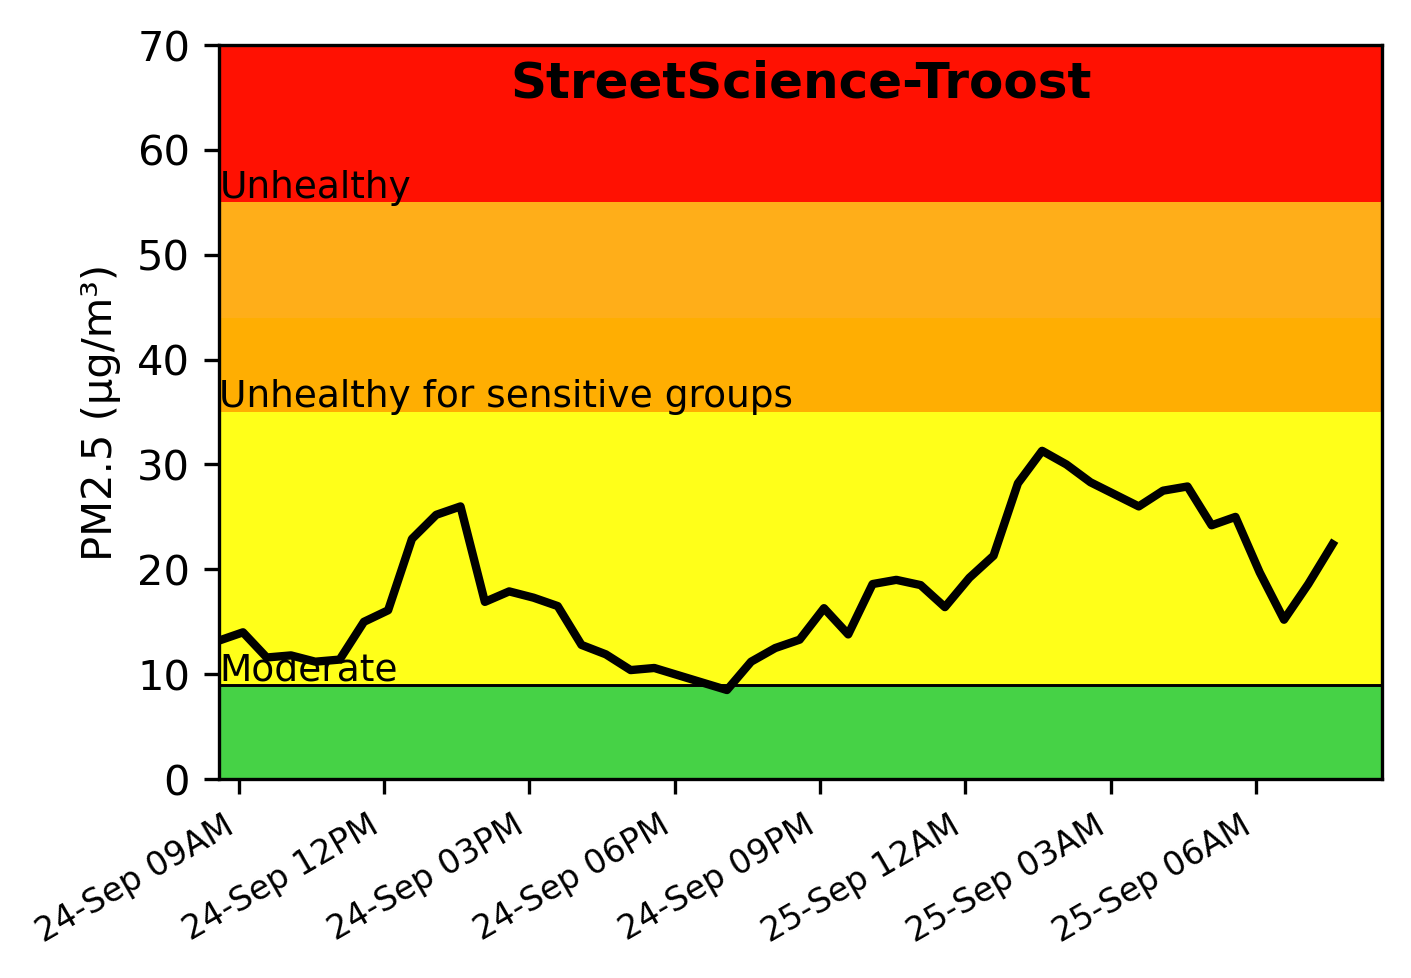 StreetScience-Troost
PM2.5 (µg/m³)
70
60
50
40
30
20
10
0
Unhealthy
Unhealthy for sensitive groups
Moderate
24-Sep 09AM
24-Sep 12PM
24-Sep 03PM
24-Sep 06PM
24-Sep 09PM
25-Sep 12AM
25-Sep 03AM
25-Sep 06AM